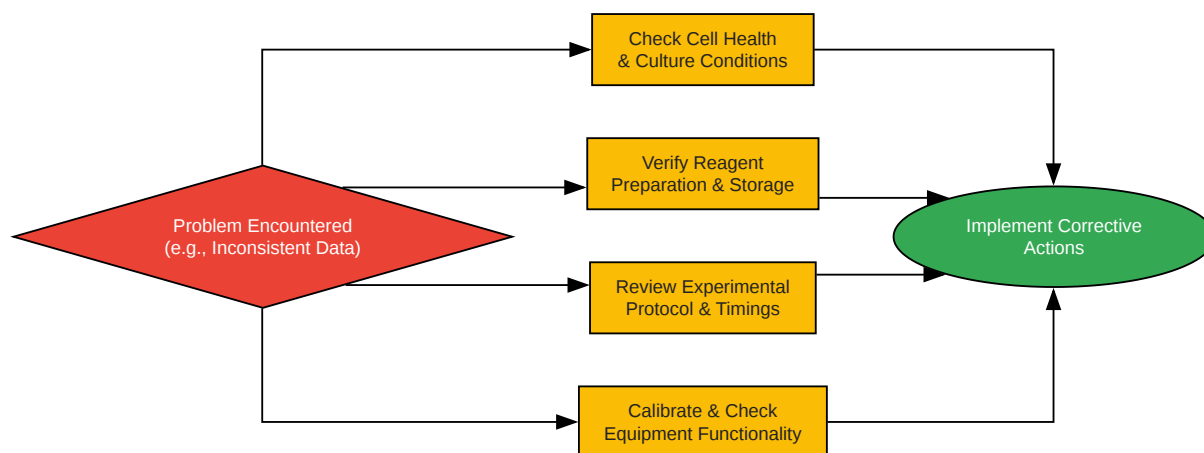 Check Cell Health
& Culture Conditions
Verify Reagent
Preparation & Storage
Problem Encountered
(e.g., Inconsistent Data)
Implement Corrective
Actions
Review Experimental
Protocol & Timings
Calibrate & Check
Equipment Functionality